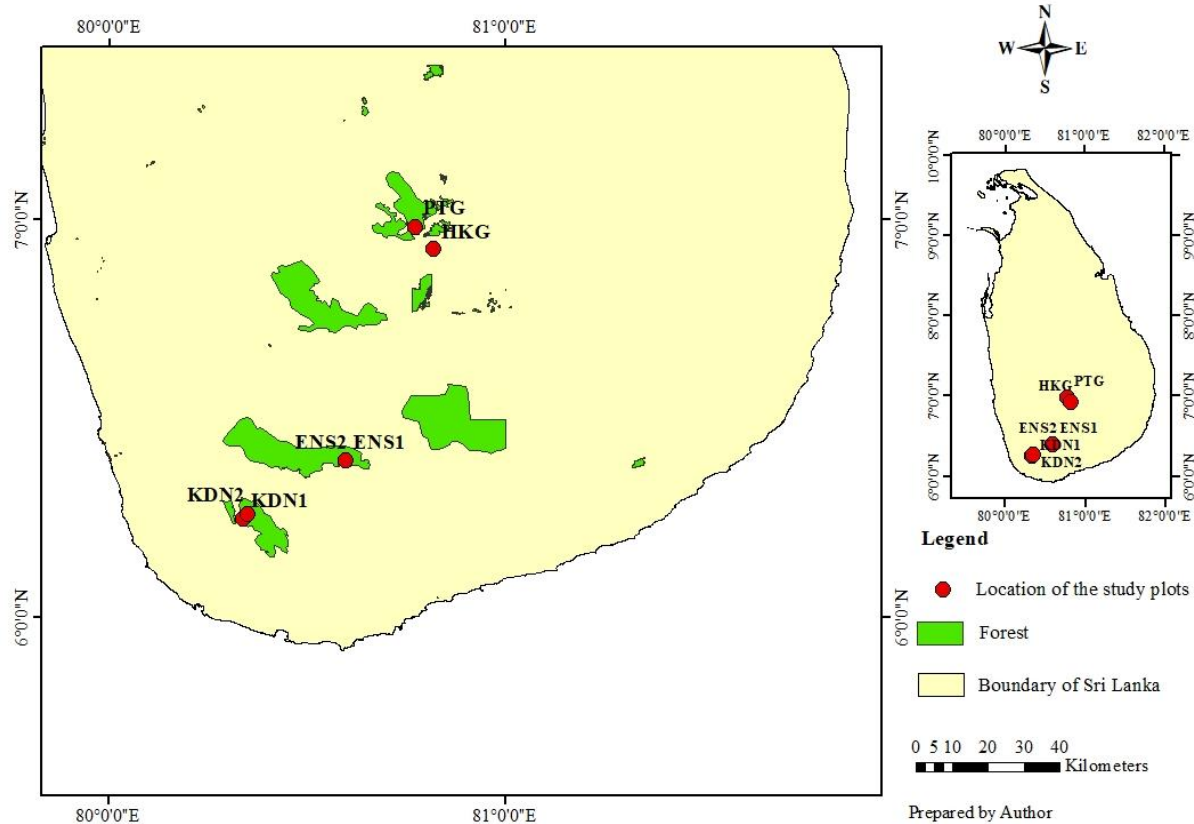 80°0'0"E
81°0'0"E
N
W
E
S
7°0'0"N
6°0'0"N
PTG
HKG
ENS2 ENS1
KDN2
KDN1
7°0'0"N
6°0'0"N
80°0'0"E
81°0'0"E
80°0'0"E
81°0'0"E
82°0'0"E
10°0'0"N
9°0'0"N
8°0'0"N
7°0'0"N
6°0'0"N
HKG
PTG
ENS2 ENS1
KDN1
KDN2
10°0'0"N
9°0'0"N
8°0'0"N
7°0'0"N
6°0'0"N
80°0'0"E
81°0'0"E
82°0'0"E
Legend
Location of the study plots
Forest
Boundary of Sri Lanka
0 5 10 20 30 40
Kilometers
Prepared by Author